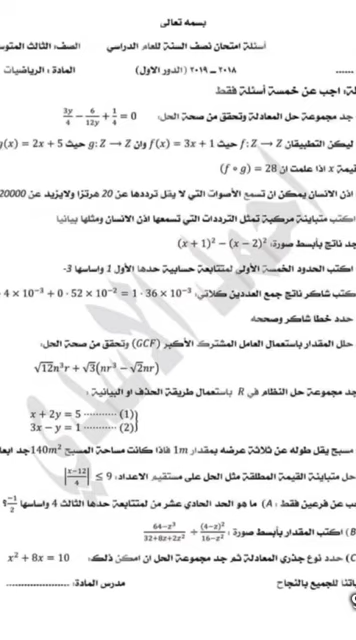 بسمه تعالى
أسئلة امتحان نصف السنة للعام الدراسي
الصف: الثالث المتوس
٢٠١٨ - ٢٠١٩ (الدور الاول)
المادة : الرياضيات
......
ة: اجب عن خمسة أسئلة فقط
جد مجموعة حل المعادلة وتحقق من صحة الحل: 3y/4 − 6/12y + 1/4 = 0
ليكن التطبيقان f: Z → Z حيث f(x) = 3x + 1 وان g: Z → Z حيث g(x) = 2x + 5
قيمة x اذا علمت ان (f ∘ g) = 28
اذن الانسان يمكن ان تسمع الأصوات التي لا يقل ترددها عن 20 هرتزا ولايزيد عن 20000
اكتب متباينة مركبة تمثل الترددات التي تسمعها اذن الانسان ومثلها بيانيا
جد ناتج بأبسط صورة: (x + 1)² − (x − 2)²
اكتب الحدود الخمسة الأولى لمتتابعة حسابية حدها الأول 1 واساسها 3-
كتب شاكر ناتج جمع العددين كلاتي: 4 × 10⁻³ + 0 · 52 × 10⁻² = 1 · 36 × 10⁻³
حدد خطا شاكر وصححه
حلل المقدار باستعمال العامل المشترك الأكبر (GCF) وتحقق من صحة الحل:
√12n³r + √3(nr³ − √2nr)
جد مجموعة حل النظام في R باستعمال طريقة الحذف او البيانية :
x + 2y = 5 ··········· (1)
3x − y = 1 ··········· (2)
مسبح يقل طوله عن ثلاثة عرضه بمقدار 1m فاذا كانت مساحة المسبح 140m² جد ابعا
حل متباينة القيمة المطلقة مثل الحل على مستقيم الاعداد: |x−12/4| ≤ 9
ب عن فرعين فقط : A) ما هو الحد الحادي عشر من لمتتابعة حدها الثالث 4 واساسها −1/2 ؟
B) اكتب المقدار بأبسط صورة : 64−z³/32+8z+2z² ÷ (4−z)²/16−z²
C) حدد نوع جذري المعادلة ثم جد مجموعة الحل ان امكن ذلك: x² + 8x = 10
ياتنا للجميع بالنجاح
مدرس المادة: ....................